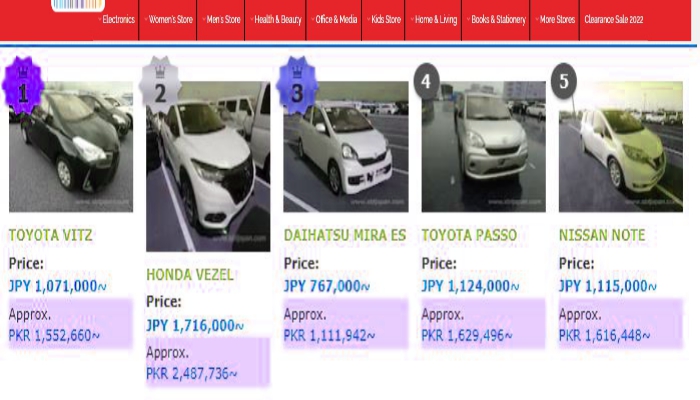 Electronics Women's Store Men's Store Health & Beauty Office & Media Kids Store Home & Living Books & Stationery More Stores Clearance Sale 2022
1
2
3
4
5
TOYOTA VITZ
Price:
JPY 1,071,000~
Approx.
PKR 1,552,660~
HONDA VEZEL
Price:
JPY 1,716,000~
Approx.
PKR 2,487,736~
DAIHATSU MIRA ES
Price:
JPY 767,000~
Approx.
PKR 1,111,942~
TOYOTA PASSO
Price:
JPY 1,124,000~
Approx.
PKR 1,629,496~
NISSAN NOTE
Price:
JPY 1,115,000~
Approx.
PKR 1,616,448~